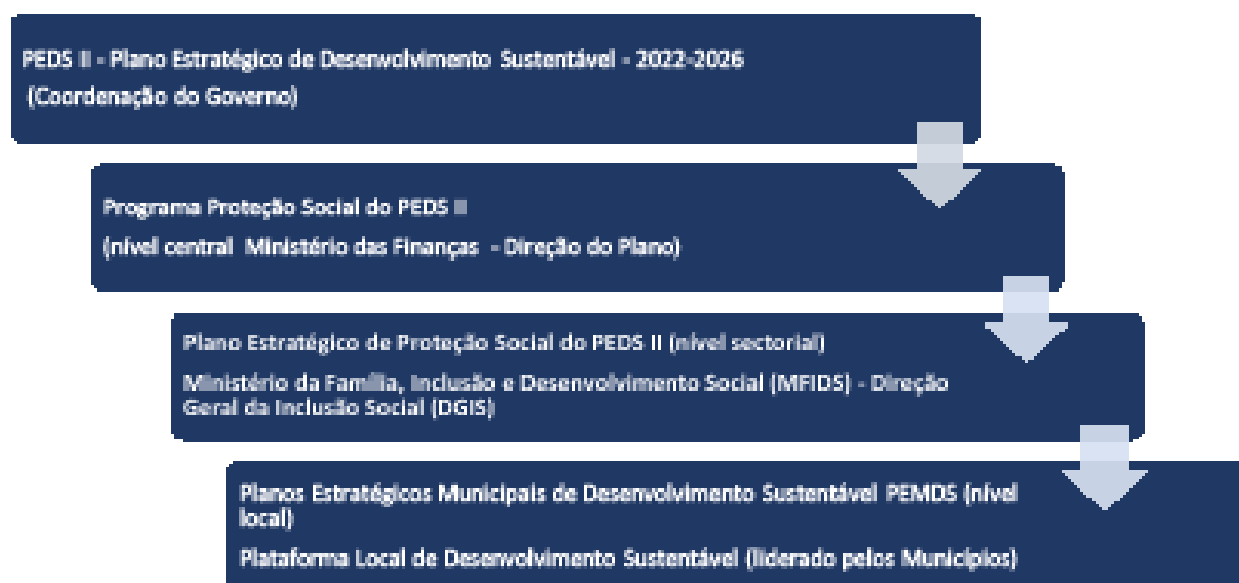 PEDS II - Plano Estratégico de Desenvolvimento Sustentável - 2022-2026
(Coordenação do Governo)
Programa Proteção Social do PEDS II
(nível central Ministério das Finanças - Direção do Plano)
Plano Estratégico de Proteção Social do PEDS II (nível sectorial)
Ministério da Família, Inclusão e Desenvolvimento Social (MFIDS) - Direção
Geral da Inclusão Social (DGIS)
Planos Estratégicos Municipais de Desenvolvimento Sustentável PEMDS (nível
local)
Plataforma Local de Desenvolvimento Sustentável (liderado pelos Municípios)